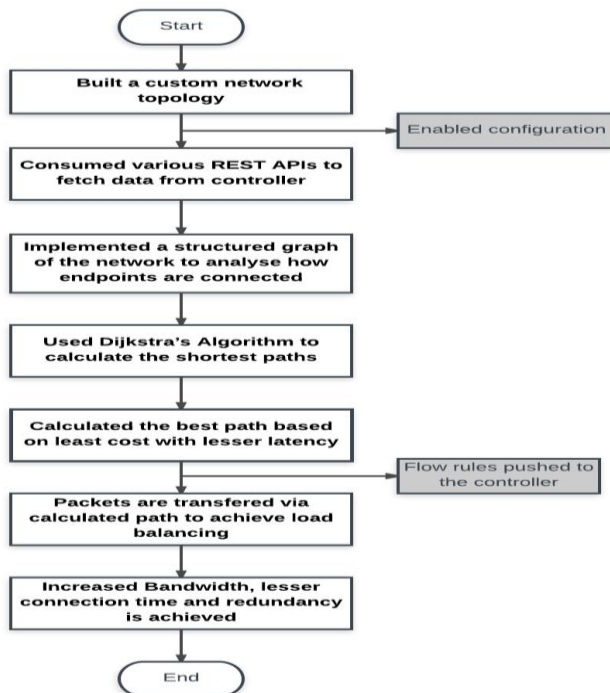 Start
Built a custom network
topology
Enabled configuration
Consumed various REST APIs to
fetch data from controller
Implemented a structured graph
of the network to analyse how
endpoints are connected
Used Dijkstra's Algorithm to
calculate the shortest paths
Calculated the best path based
on least cost with lesser latency
Flow rules pushed to
the controller
Packets are transfered via
calculated path to achieve load
balancing
Increased Bandwidth, lesser
connection time and redundancy
is achieved
End